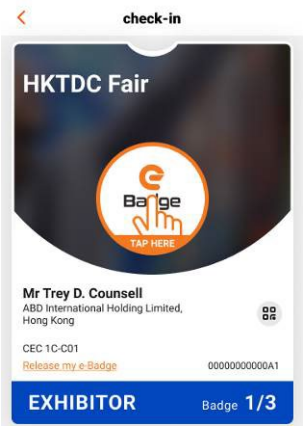 check-in
HKTDC Fair
e
Badge
TAP HERE
Mr Trey D. Counsell
ABD International Holding Limited,
Hong Kong
CEC 1C-C01
Release my e-Badge
00000000000A1
EXHIBITOR
Badge 1/3